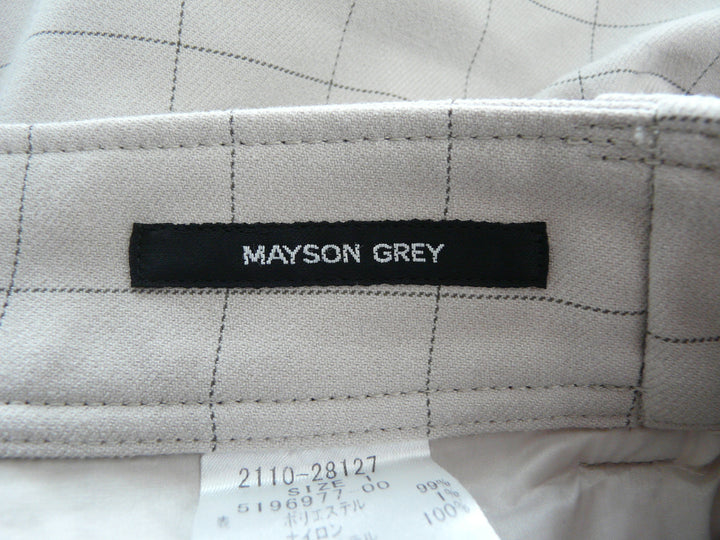 MAYSON GREY
2110-28127
SIZE 1
5196977 00
表 99%
ポリエステル 1%
ナイロン 100%